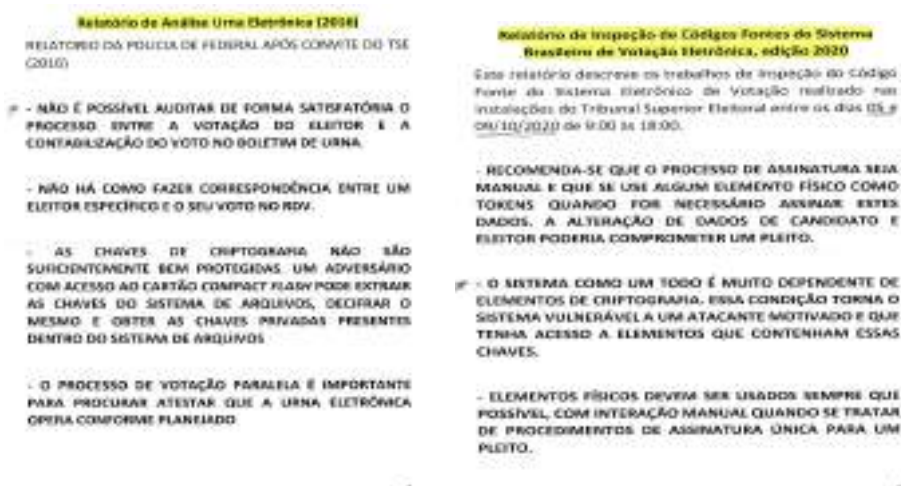 Relatório de Análise Urna Eletrônica (2016)
RELATORIO DA POLICIA DE FEDERAL APÓS CONVITE DO TSE
(2016)
- NÃO É POSSÍVEL AUDITAR DE FORMA SATISFATÓRIA O
PROCESSO ENTRE A VOTAÇÃO DO ELEITOR E A
CONTABILIZAÇÃO DO VOTO NO BOLETIM DE URNA.
- NÃO HÁ COMO FAZER CORRESPONDÊNCIA ENTRE UM
ELEITOR ESPECÍFICO E O SEU VOTO NO RDV.
- AS CHAVES DE CRIPTOGRAFIA NÃO SÃO
SUFICIENTEMENTE BEM PROTEGIDAS. UM ADVERSÁRIO
COM ACESSO AO CARTÃO COMPACT FLASH PODE EXTRAIR
AS CHAVES DO SISTEMA DE ARQUIVOS, DECIFRAR O
MESMO E OBTER AS CHAVES PRIVADAS PRESENTES
DENTRO DO SISTEMA DE ARQUIVOS
- O PROCESSO DE VOTAÇÃO PARALELA É IMPORTANTE
PARA PROCURAR ATESTAR QUE A URNA ELETRÔNICA
OPERA CONFORME PLANEJADO
Relatório de Inspeção de Códigos Fontes do Sistema
Brasileiro de Votação Eletrônica, edição 2020
Este relatório descreve os trabalhos de Inspeção do Código
Fonte do Sistema Eletrônico de Votação realizado nas
instalações do Tribunal Superior Eleitoral entre os dias 05 e
09/10/2020 de 9:00 às 18:00.
- RECOMENDA-SE QUE O PROCESSO DE ASSINATURA SEJA
MANUAL E QUE SE USE ALGUM ELEMENTO FÍSICO COMO
TOKENS QUANDO FOR NECESSÁRIO ASSINAR ESTES
DADOS. A ALTERAÇÃO DE DADOS DE CANDIDATO E
ELEITOR PODERIA COMPROMETER UM PLEITO.
- O SISTEMA COMO UM TODO É MUITO DEPENDENTE DE
ELEMENTOS DE CRIPTOGRAFIA. ESSA CONDIÇÃO TORNA O
SISTEMA VULNERÁVEL A UM ATACANTE MOTIVADO E QUE
TENHA ACESSO A ELEMENTOS QUE CONTENHAM ESSAS
CHAVES.
- ELEMENTOS FÍSICOS DEVEM SER USADOS SEMPRE QUE
POSSÍVEL, COM INTERAÇÃO MANUAL QUANDO SE TRATAR
DE PROCEDIMENTOS DE ASSINATURA ÚNICA PARA UM
PLEITO.